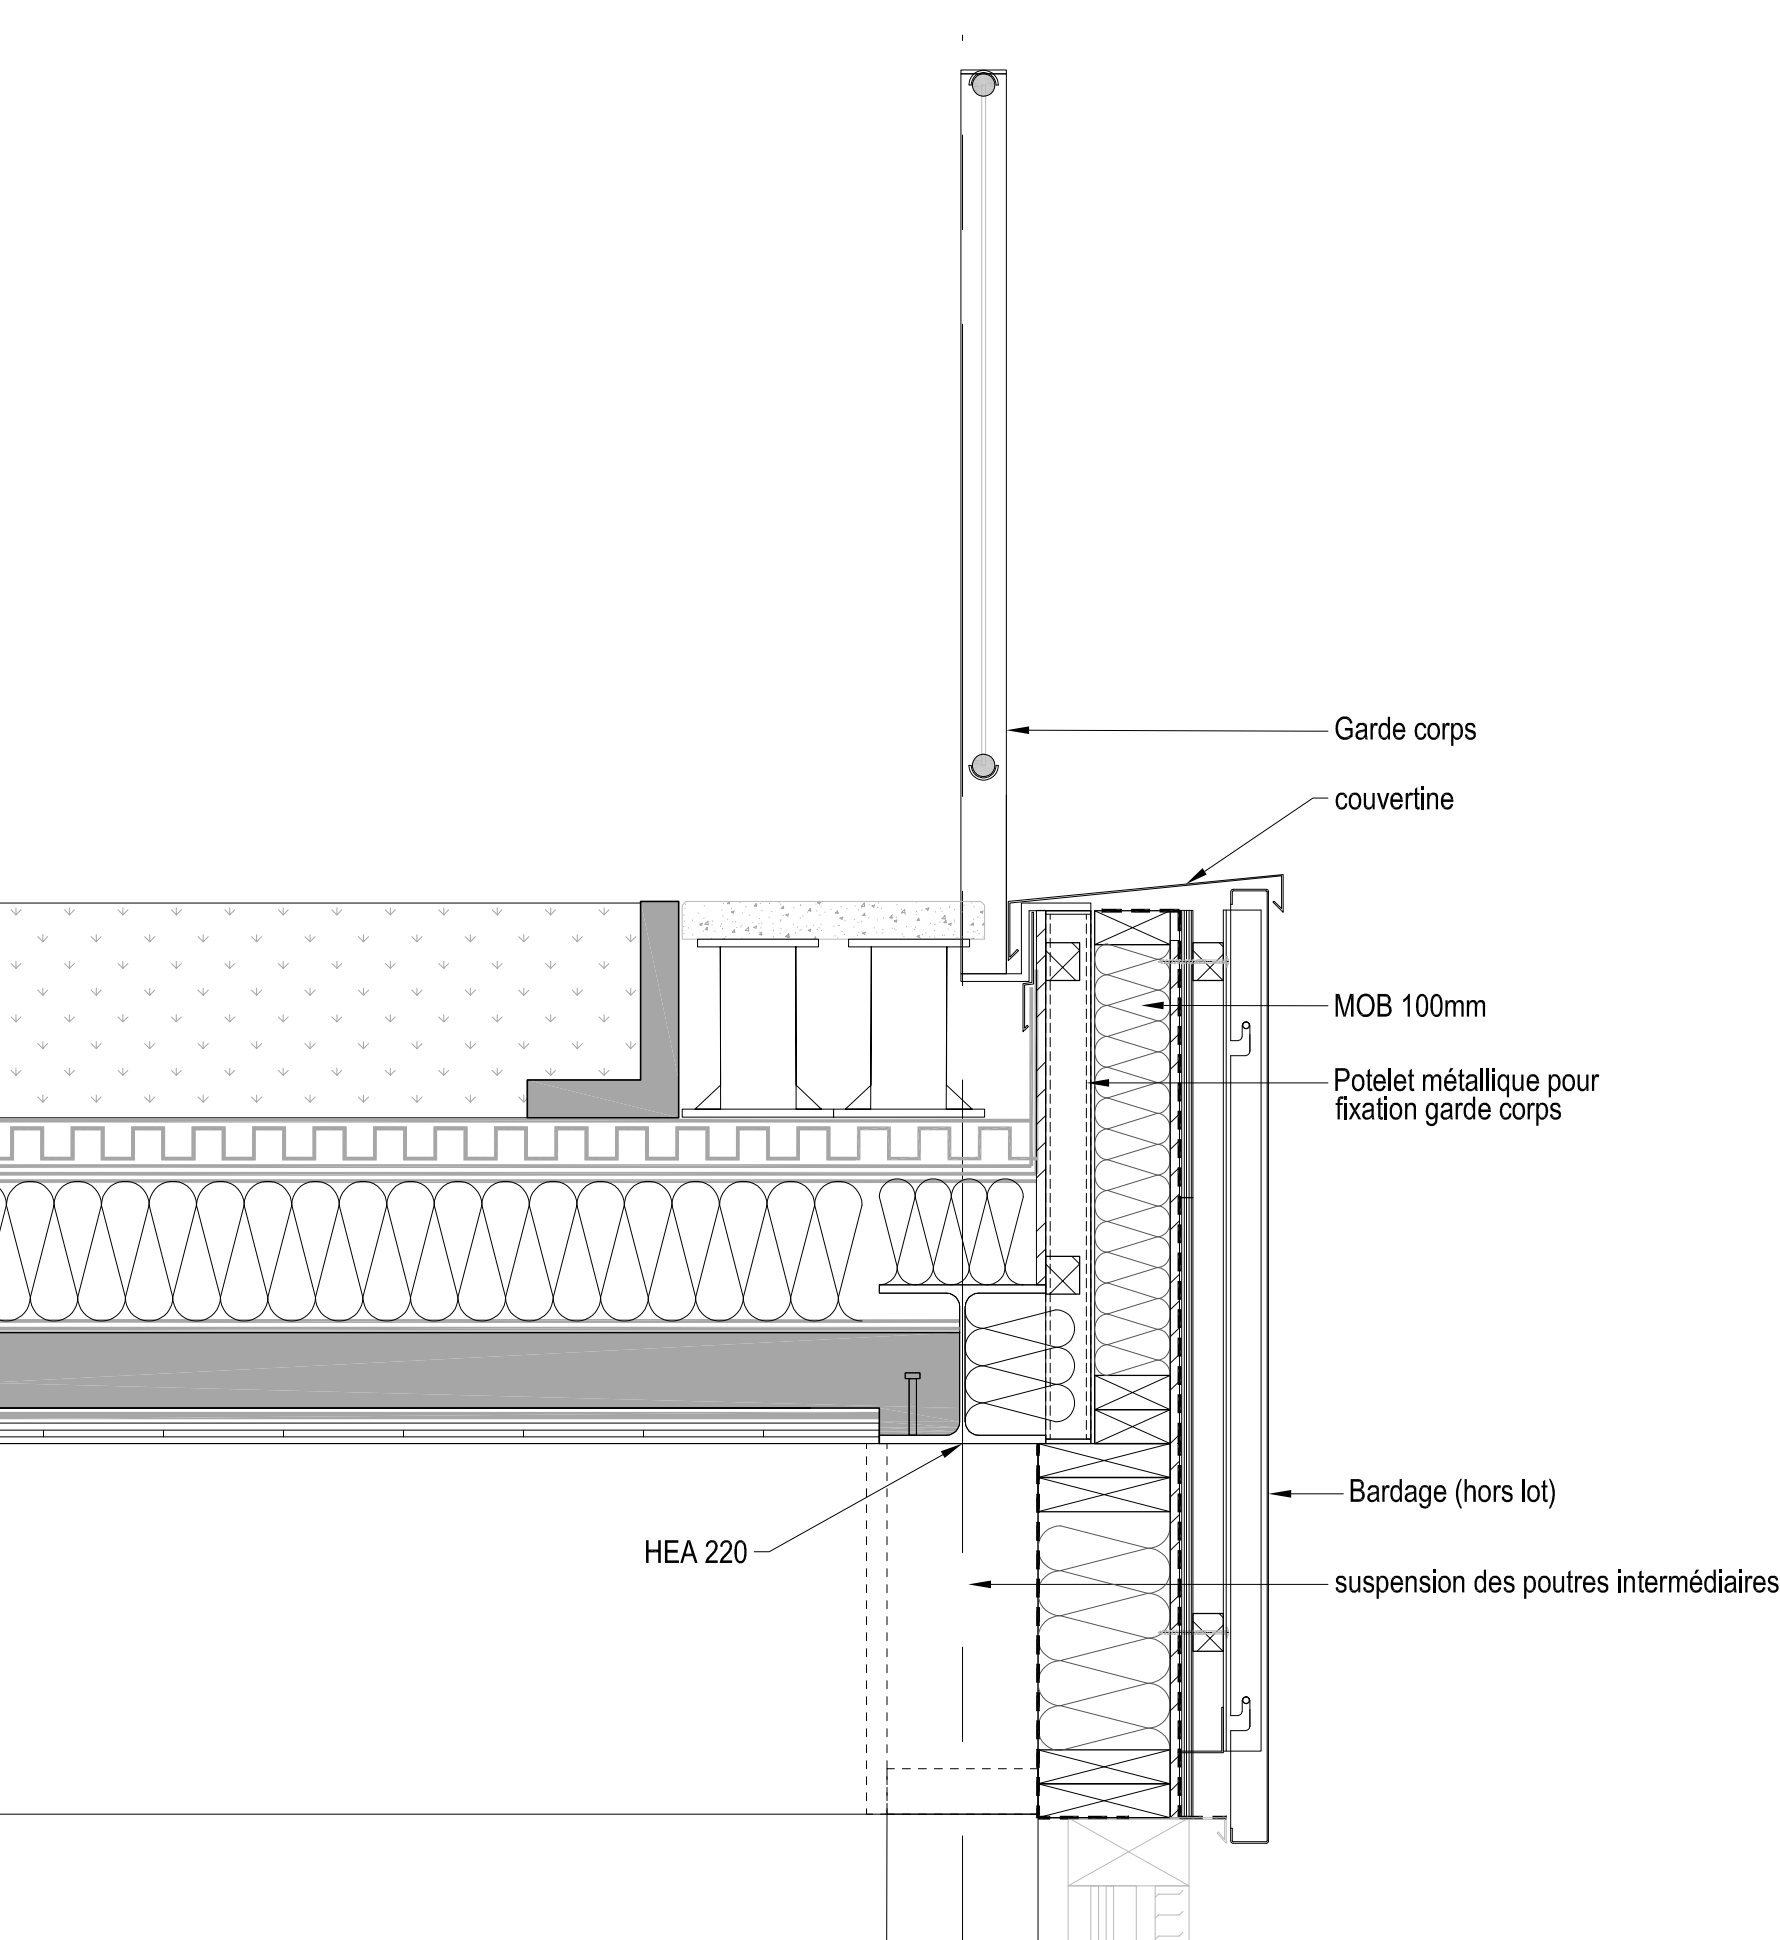 Garde corps
couvertine
MOB 100mm
Potelet métallique pour
fixation garde corps
Bardage (hors lot)
HEA 220
suspension des poutres intermédiaires